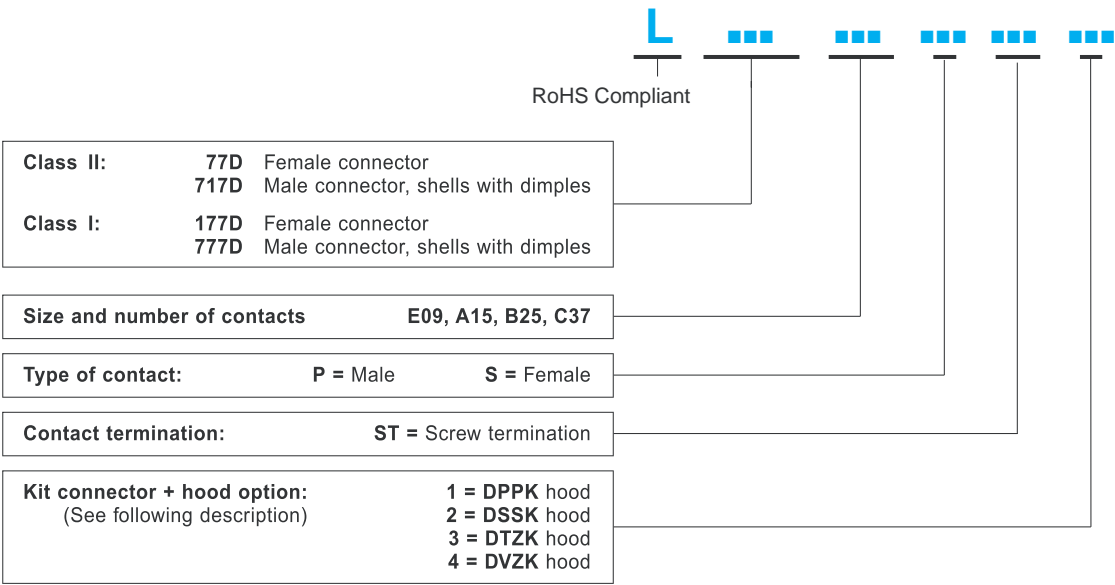 L ■■■ ■■■ ■■■ ■■■ ■■■
RoHS Compliant
Class II: 77D Female connector
717D Male connector, shells with dimples
Class I: 177D Female connector
777D Male connector, shells with dimples
Size and number of contacts E09, A15, B25, C37
Type of contact: P = Male S = Female
Contact termination: ST = Screw termination
Kit connector + hood option: 1 = DPPK hood
(See following description) 2 = DSSK hood
3 = DTZK hood
4 = DVZK hood